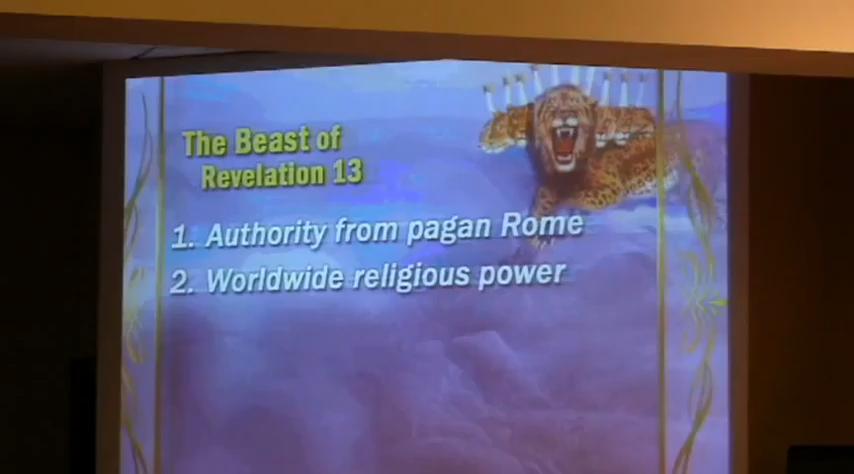 The Beast of
Revelation 13
1. Authority from pagan Rome
2. Worldwide religious power